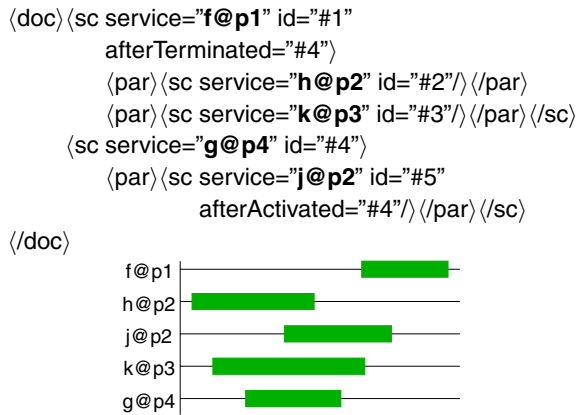 ⟨doc⟩⟨sc service=”f@p1” id=”#1”
afterTerminated=”#4”⟩
⟨par⟩⟨sc service=”h@p2” id=”#2”/⟩⟨/par⟩
⟨par⟩⟨sc service=”k@p3” id=”#3”/⟩⟨/par⟩⟨/sc⟩
⟨sc service=”g@p4” id=”#4”⟩
⟨par⟩⟨sc service=”j@p2” id=”#5”
afterActivated=”#4”/⟩⟨/par⟩⟨/sc⟩
⟨/doc⟩
f@p1
h@p2
j@p2
k@p3
g@p4